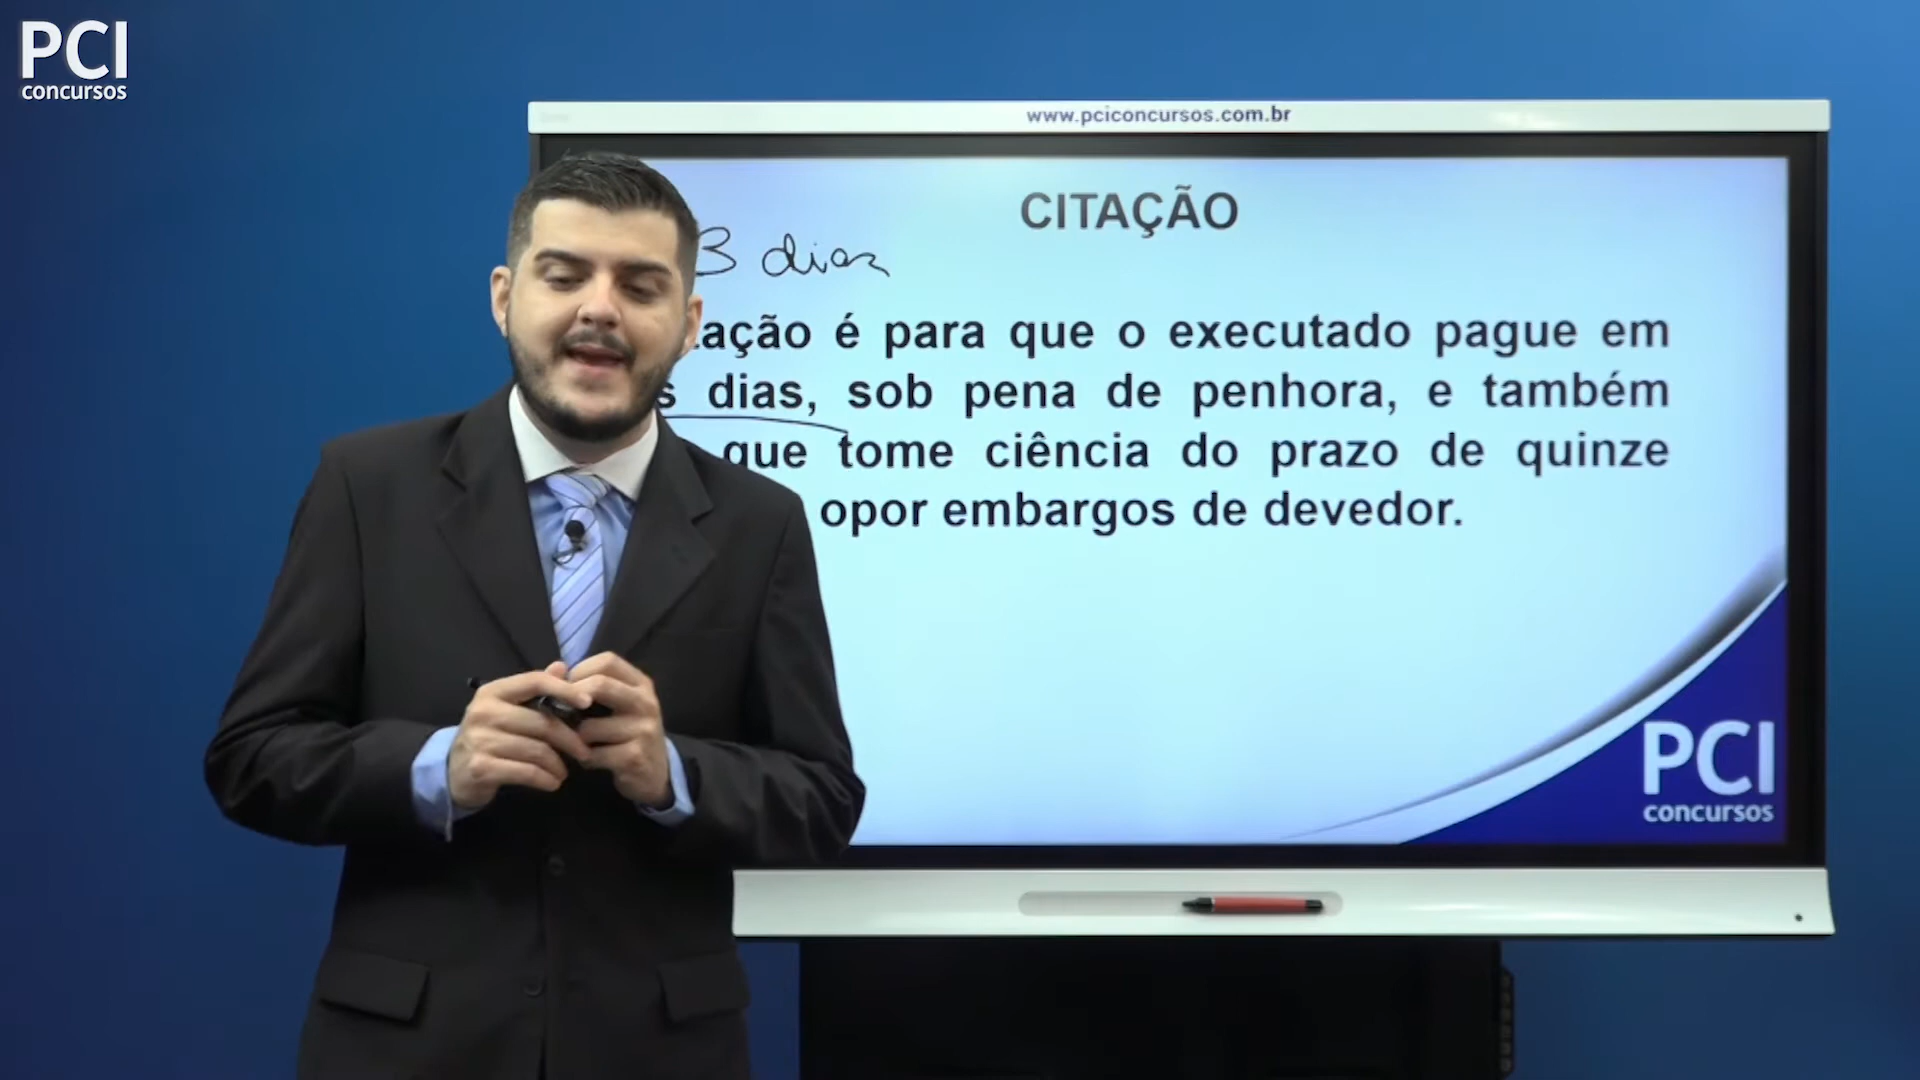 PCI
concursos
www.pciconcursos.com.br
CITAÇÃO
3 dias
é para que o executado pague em
dias, sob pena de penhora, e também
que tome ciência do prazo de quinze
opor embargos de devedor.
PCI
concursos